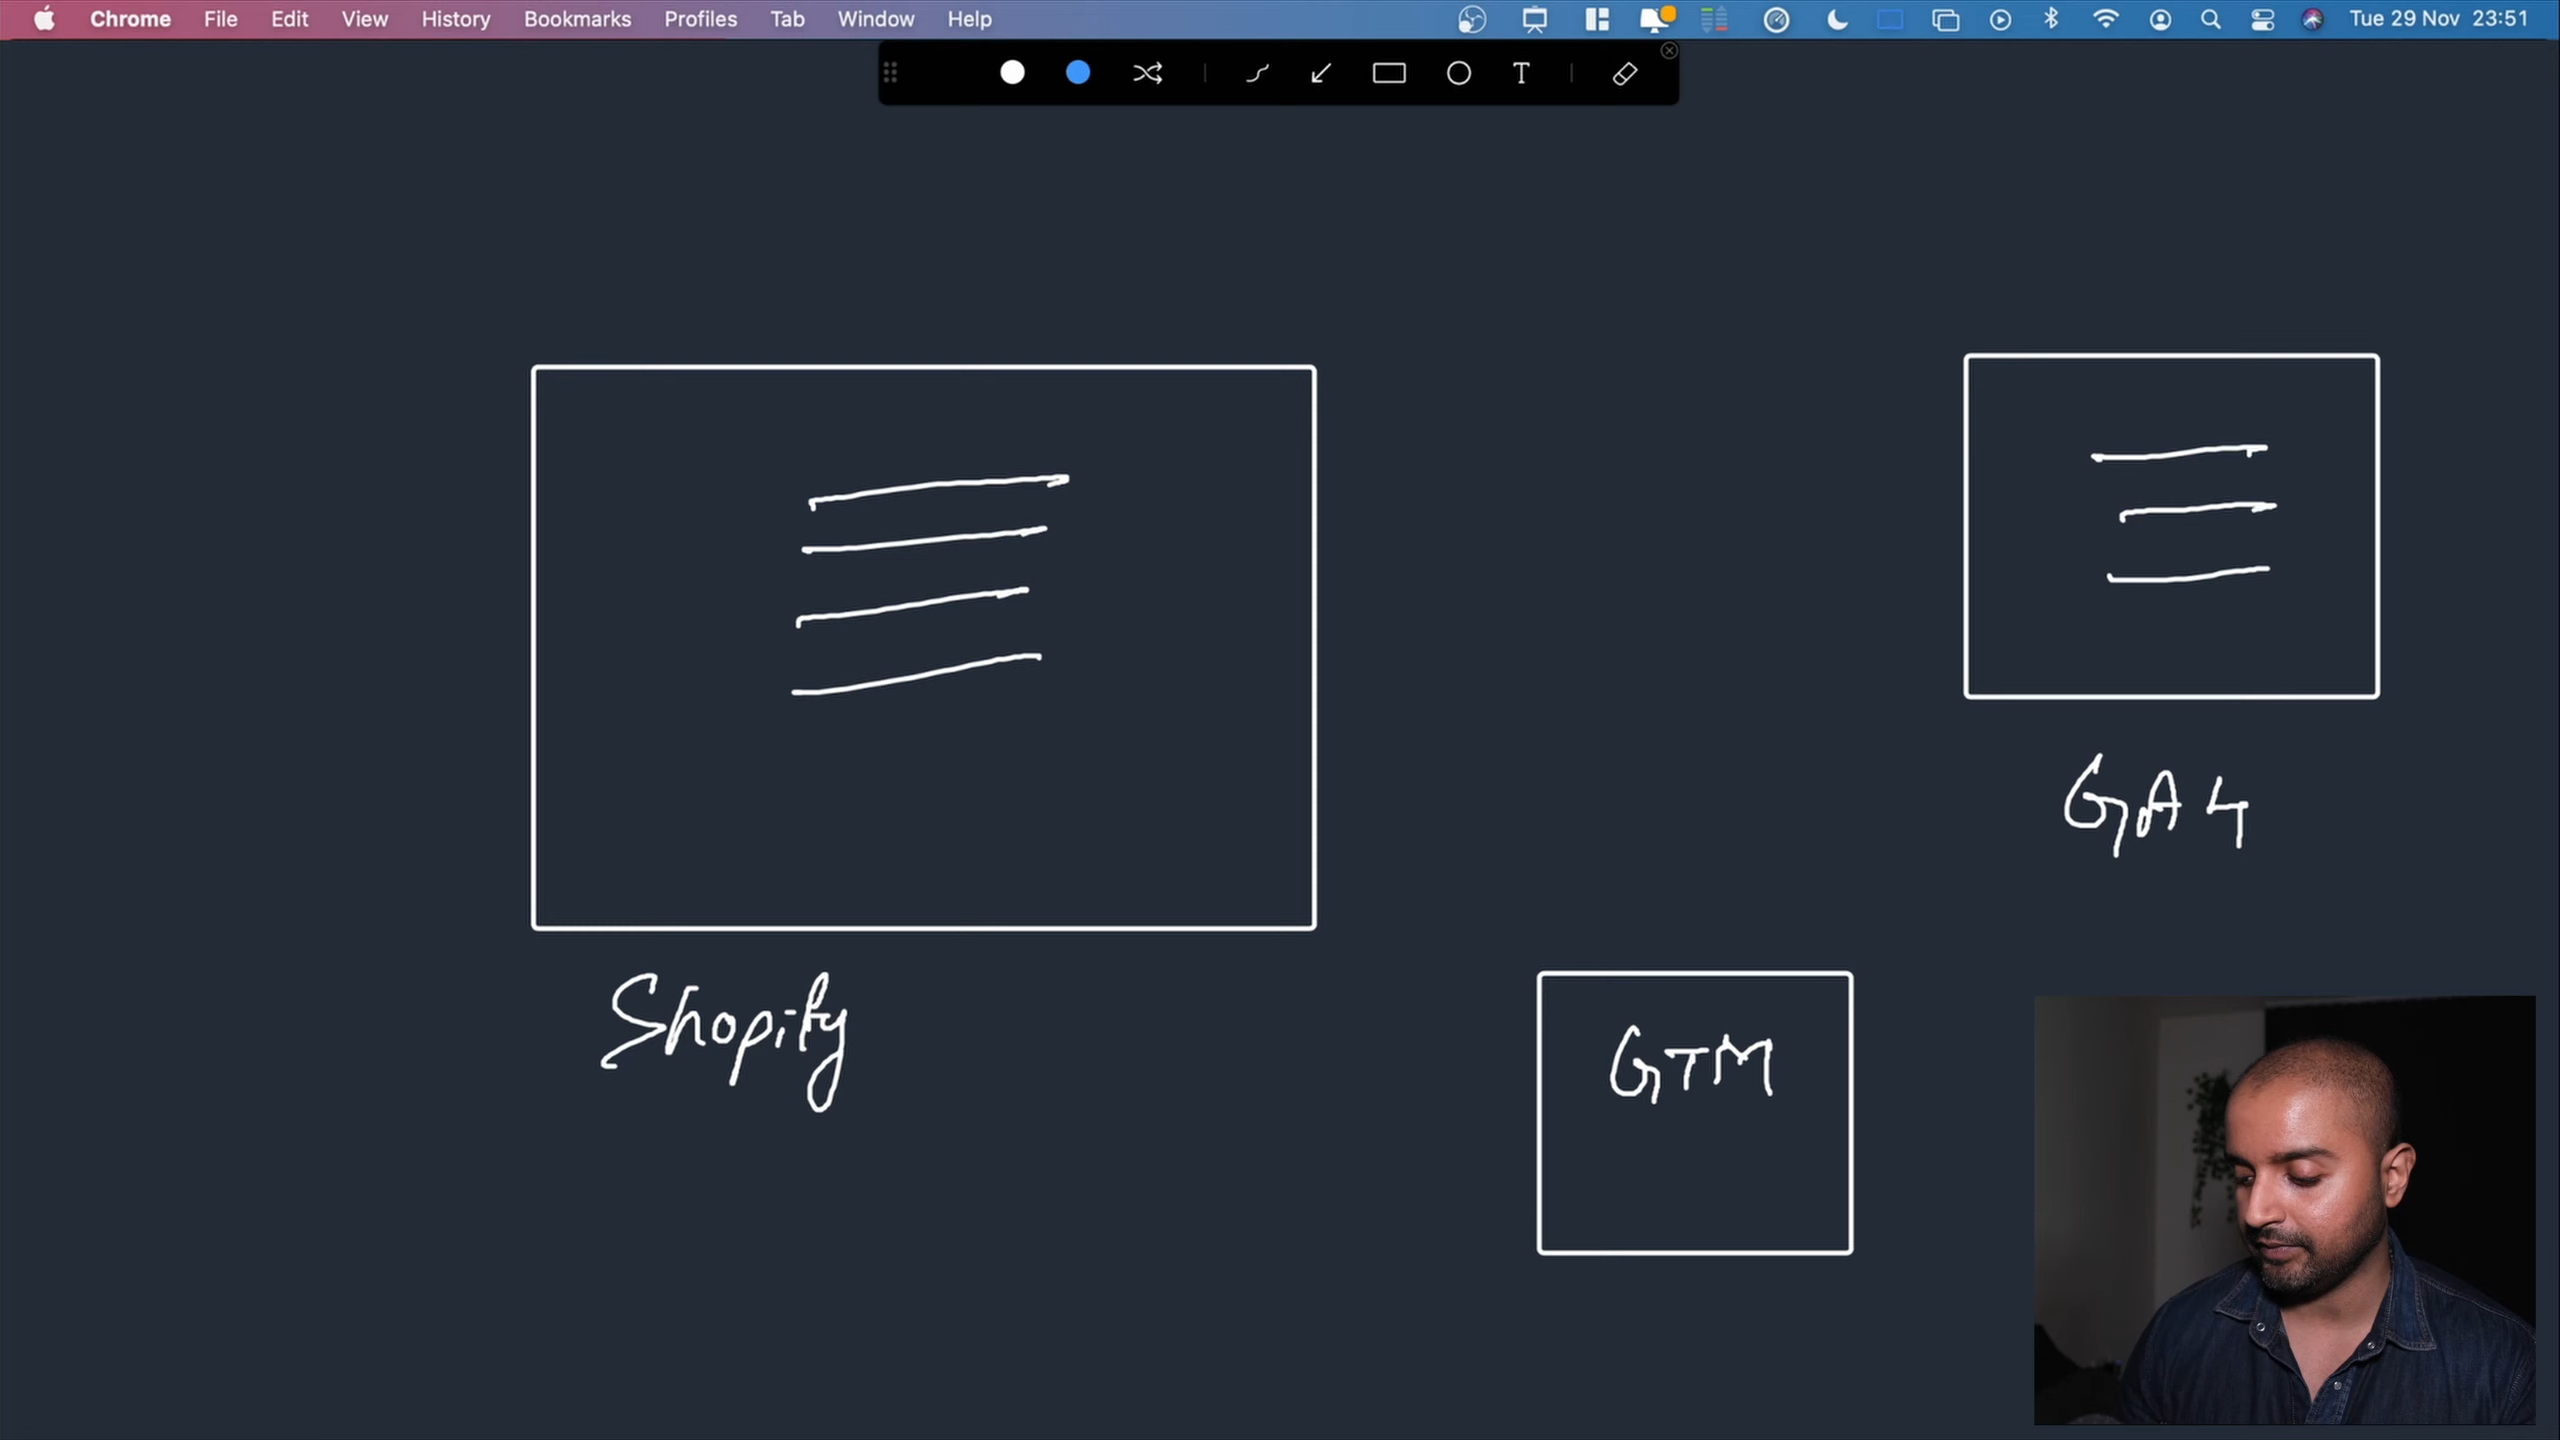 Chrome File Edit View History Bookmarks Profiles Tab Window Help Tue 29 Nov 23:51
T
GA4
Shopify
GTM